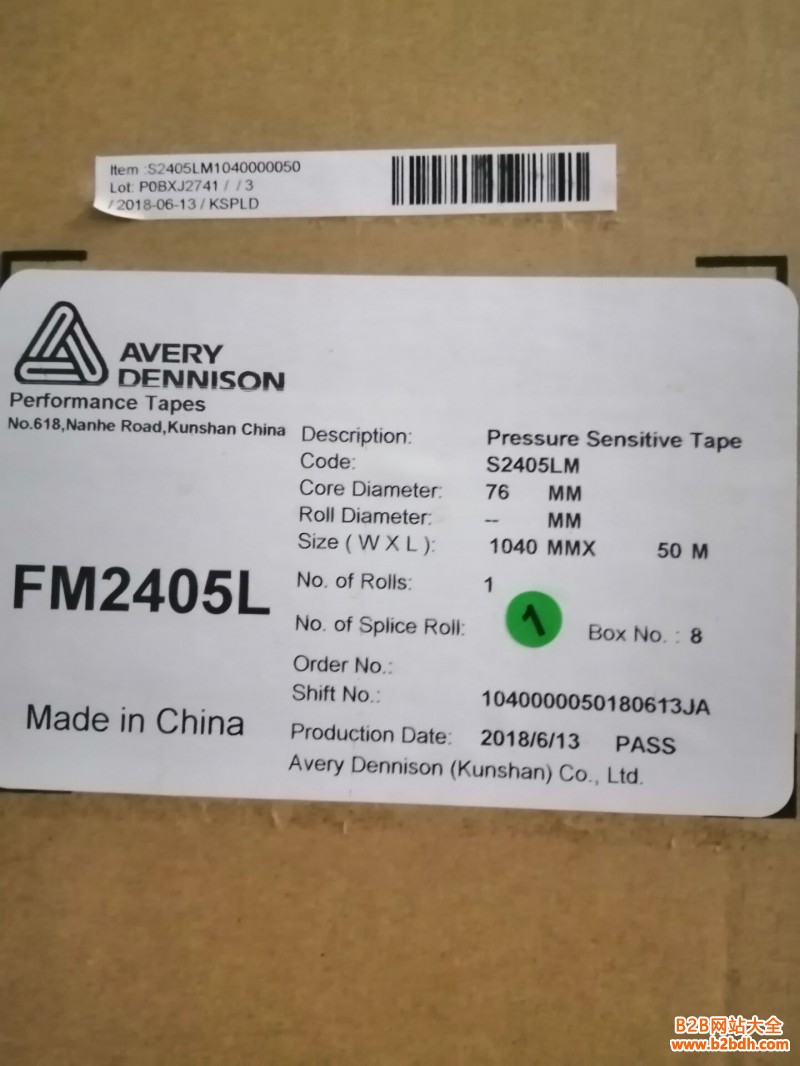 Item :S2405LM1040000050
Lot: P0BXJ2741 / / 3
/ 2018-06-13 / KSPLD
AVERY
DENNISON
Performance Tapes
No.618,Nanhe Road,Kunshan China
Description: Pressure Sensitive Tape
Code: S2405LM
Core Diameter: 76 MM
Roll Diameter: -- MM
Size ( W X L ): 1040 MMX 50 M
FM2405L
No. of Rolls: 1
No. of Splice Roll: 1 Box No. : 8
Order No.:
Shift No.: 1040000050180613JA
Made in China
Production Date: 2018/6/13 PASS
Avery Dennison (Kunshan) Co., Ltd.
B2B网站大全
www.b2bdh.com